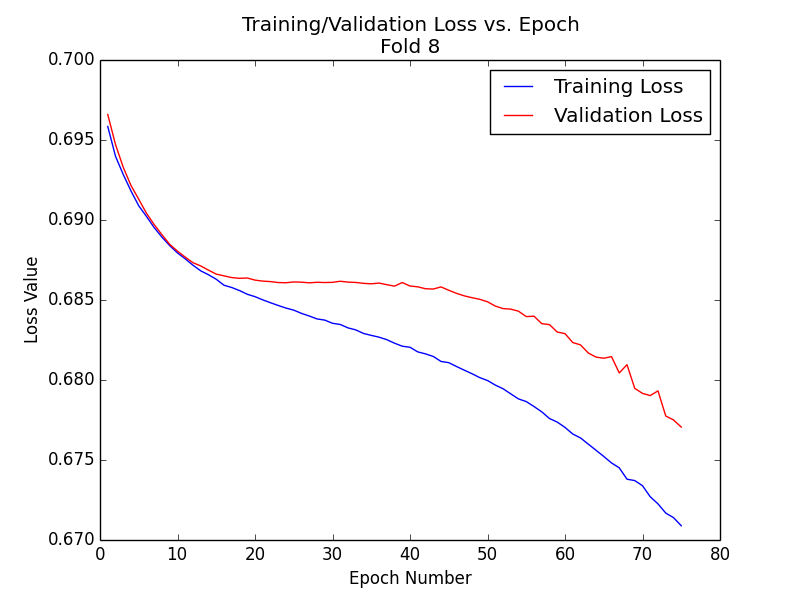 Training/Validation Loss vs. Epoch
Fold 8
Training Loss
Validation Loss
Loss Value
0.700
0.695
0.690
0.685
0.680
0.675
0.670
0 10 20 30 40 50 60 70 80
Epoch Number